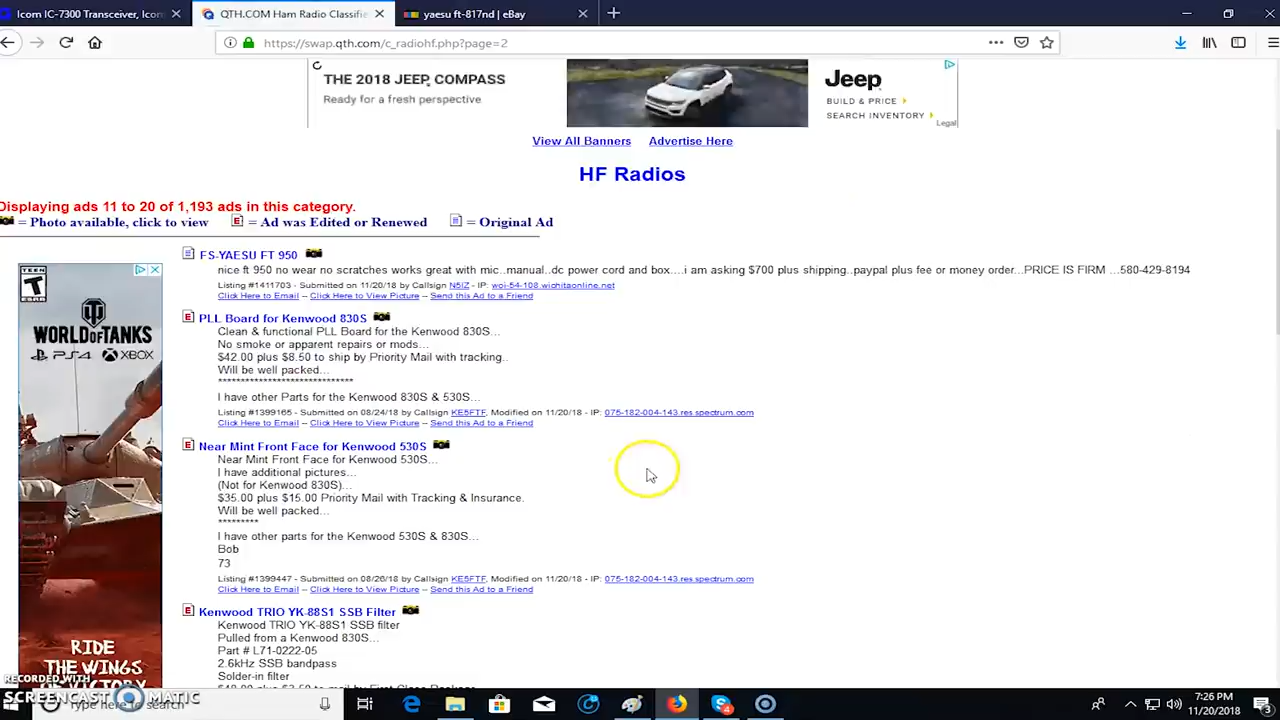 Icom IC-7300 Transceiver, Icom
QTH.COM Ham Radio Classifie
yaesu ft-817nd | eBay
https://swap.qth.com/c_radiohf.php?page=2
THE 2018 JEEP COMPASS
Ready for a fresh perspective
Jeep
BUILD & PRICE
SEARCH INVENTORY
Legal
View All Banners Advertise Here
HF Radios
Displaying ads 11 to 20 of 1,193 ads in this category.
= Photo available, click to view E = Ad was Edited or Renewed = Original Ad
FS-YAESU FT 950
nice ft 950 no wear no scratches works great with mic..manual..dc power cord and box....i am asking $700 plus shipping..paypal plus fee or money order...PRICE IS FIRM ...580-429-8194
Listing #1411703 - Submitted on 11/20/18 by Callsign N5IZ - IP: woi-54-108.wichitaonline.net
Click Here to Email -- Click Here to View Picture -- Send this Ad to a Friend
E PLL Board for Kenwood 830S
Clean & functional PLL Board for the Kenwood 830S...
No smoke or apparent repairs or mods...
$42.00 plus $8.50 to ship by Priority Mail with tracking..
Will be well packed...
******************************
I have other Parts for the Kenwood 830S & 530S...
Listing #1399165 - Submitted on 08/24/18 by Callsign KE5FTF, Modified on 11/20/18 - IP: 075-182-004-143.res.spectrum.com
Click Here to Email -- Click Here to View Picture -- Send this Ad to a Friend
E Near Mint Front Face for Kenwood 530S
Near Mint Front Face for Kenwood 530S...
I have additional pictures...
(Not for Kenwood 830S)...
$35.00 plus $15.00 Priority Mail with Tracking & Insurance.
Will be well packed...
*********
I have other parts for the Kenwood 530S & 830S...
Bob
73
Listing #1399447 - Submitted on 08/26/18 by Callsign KE5FTF, Modified on 11/20/18 - IP: 075-182-004-143.res.spectrum.com
Click Here to Email -- Click Here to View Picture -- Send this Ad to a Friend
E Kenwood TRIO YK-88S1 SSB Filter
Kenwood TRIO YK-88S1 SSB filter
Pulled from a Kenwood 830S...
Part # L71-0222-05
2.6kHz SSB bandpass
Solder-in filter
TEEN
T
ESRB
WORLD OF TANKS
PS4 XBOX
RIDE
THE WINGS
OF VICTORY
RECORDED WITH
SCREENCAST MATIC
Type here to search
7:26 PM
11/20/2018
3